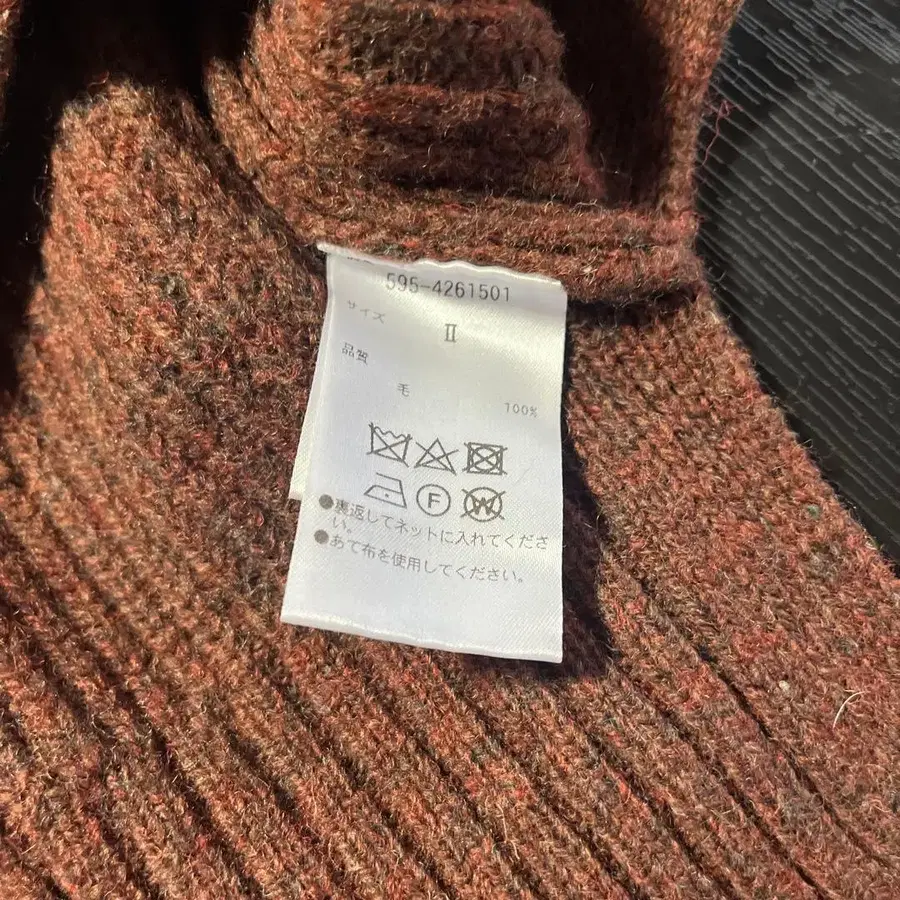 595-4261501
サイズ
II
品質
毛 100%
F W
●裏返してネットに入れてくださ
い。
●あて布を使用してください。